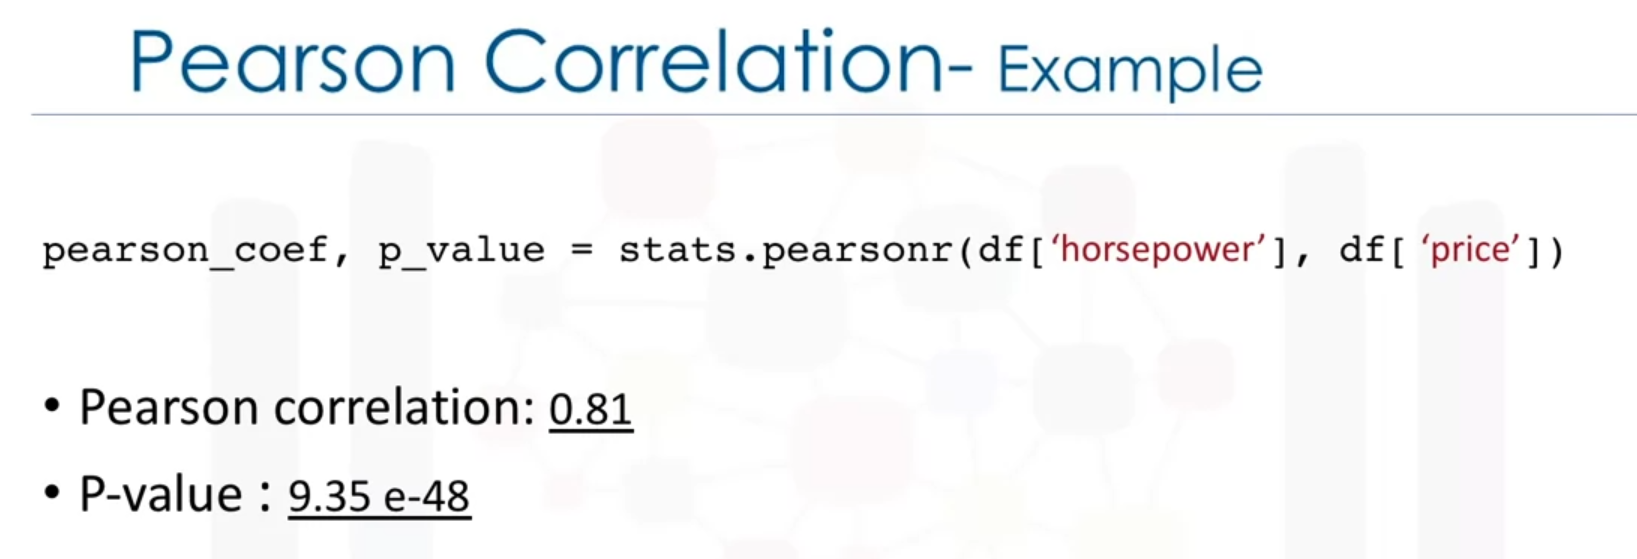 Pearson Correlation- Example
pearson_coef, p_value = stats.pearsonr(df[‘horsepower’], df[ ‘price’])
• Pearson correlation: 0.81
• P-value : 9.35 e-48